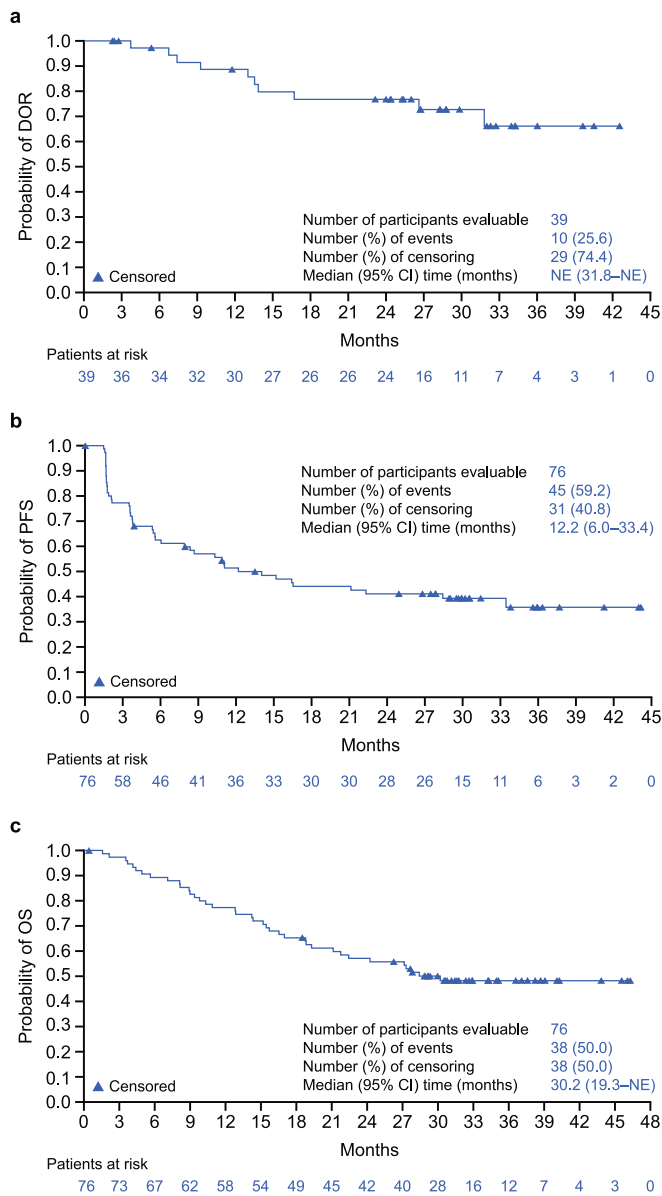 a
1.0
0.9
0.8
0.7
0.6
0.5
0.4
0.3
0.2
0.1
0.0
Probability of DOR
Number of participants evaluable 39
Number (%) of events 10 (25.6)
Number (%) of censoring 29 (74.4)
Median (95% CI) time (months) NE (31.8–NE)
Censored
0 3 6 9 12 15 18 21 24 27 30 33 36 39 42 45
Months
Patients at risk
39 36 34 32 30 27 26 26 24 16 11 7 4 3 1 0
b
1.0
0.9
0.8
0.7
0.6
0.5
0.4
0.3
0.2
0.1
0.0
Probability of PFS
Number of participants evaluable 76
Number (%) of events 45 (59.2)
Number (%) of censoring 31 (40.8)
Median (95% CI) time (months) 12.2 (6.0–33.4)
Censored
0 3 6 9 12 15 18 21 24 27 30 33 36 39 42 45
Months
Patients at risk
76 58 46 41 36 33 30 30 28 26 15 11 6 3 2 0
c
1.0
0.9
0.8
0.7
0.6
0.5
0.4
0.3
0.2
0.1
0.0
Probability of OS
Number of participants evaluable 76
Number (%) of events 38 (50.0)
Number (%) of censoring 38 (50.0)
Median (95% CI) time (months) 30.2 (19.3–NE)
Censored
0 3 6 9 12 15 18 21 24 27 30 33 36 39 42 45 48
Months
Patients at risk
76 73 67 62 58 54 49 45 42 40 28 16 12 7 4 3 0